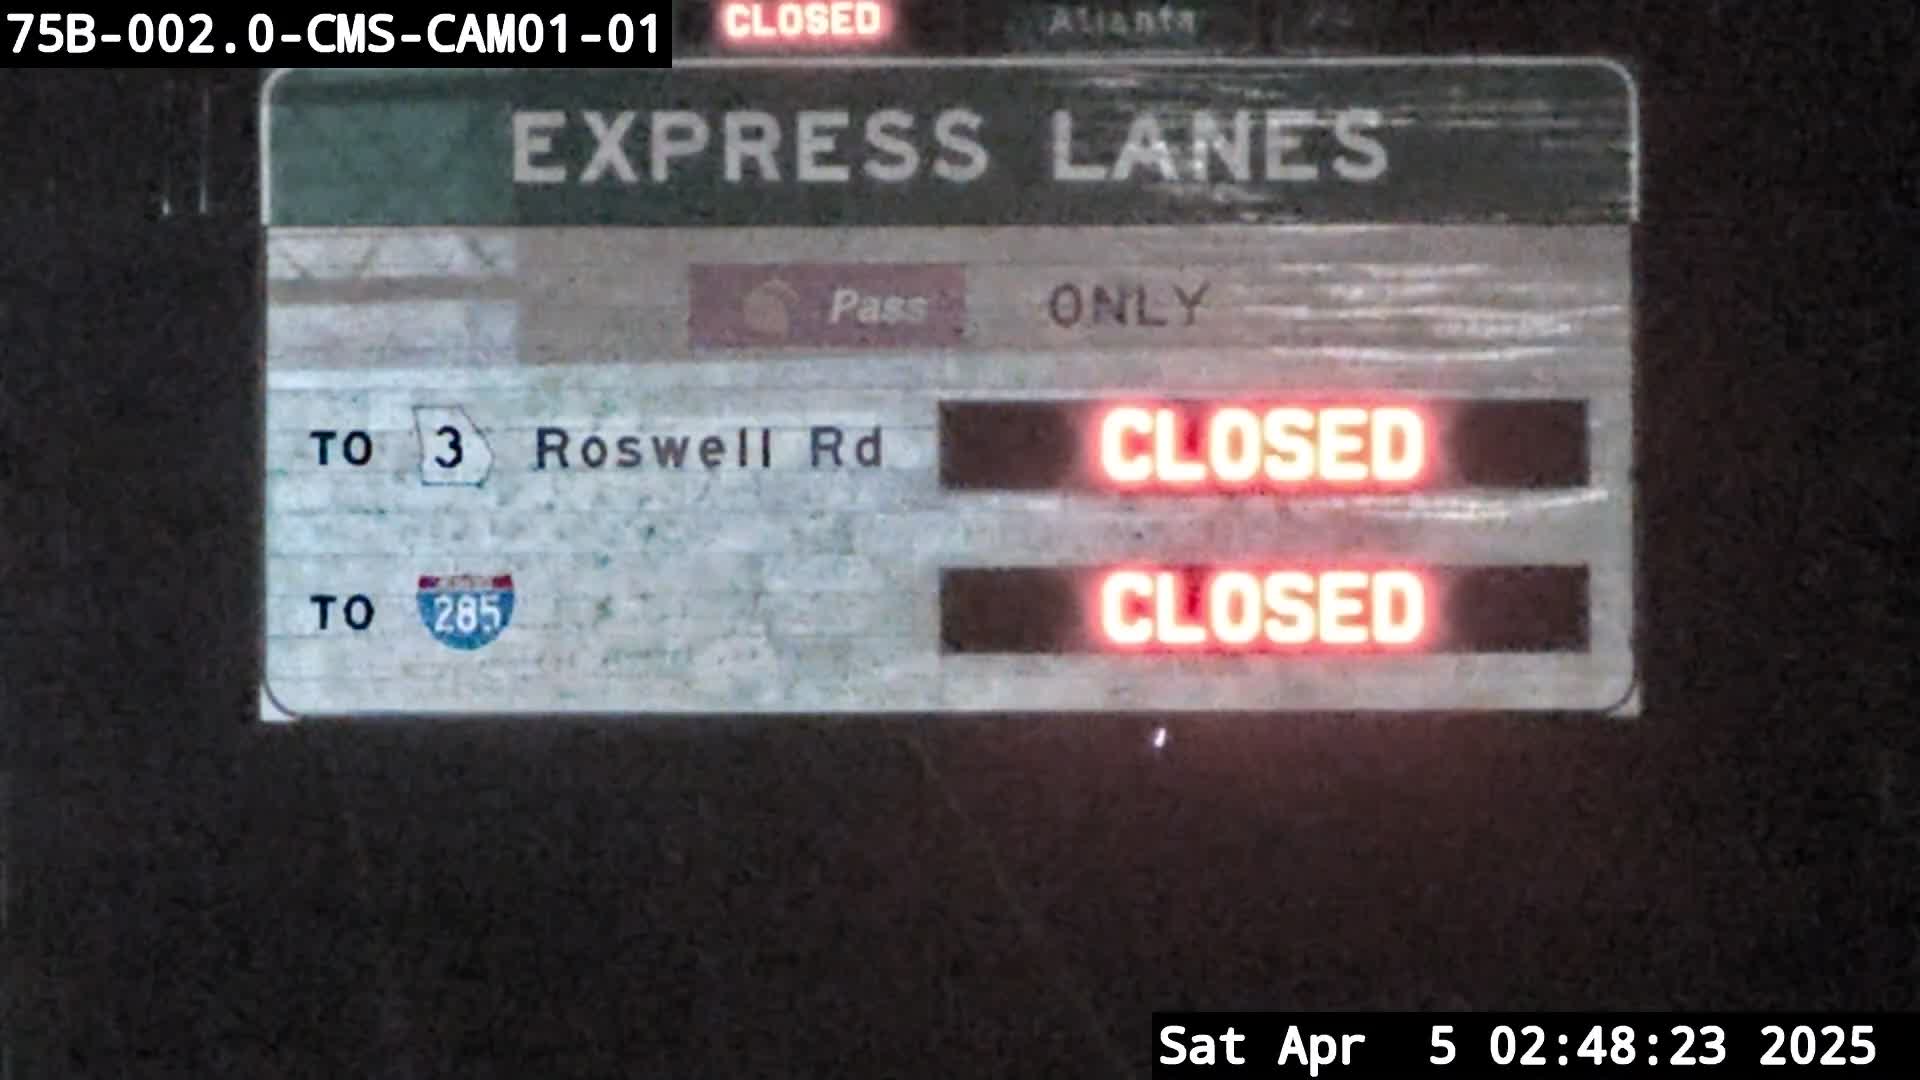 75B-002.0-CMS-CAM01-01
CLOSED Atlanta
EXPRESS LANES
Pass ONLY
TO 3 Roswell Rd CLOSED
TO 285 CLOSED
Sat Apr 5 02:48:23 2025